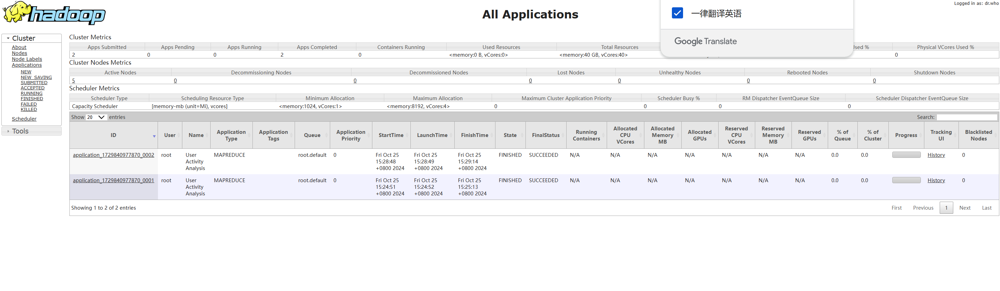 hadoop
All Applications
Logged in as: dr.who
一律翻译英语
Google Translate
Cluster
About
Nodes
Node Labels
Applications
NEW
NEW_SAVING
SUBMITTED
ACCEPTED
RUNNING
FINISHED
FAILED
KILLED
Scheduler
Tools
Cluster Metrics
Apps Submitted Apps Pending Apps Running Apps Completed Containers Running Used Resources Total Resources Used % Physical VCores Used %
2 0 0 2 0 <memory:0 B, vCores:0> <memory:40 GB, vCores:40> 0
Cluster Nodes Metrics
Active Nodes Decommissioning Nodes Decommissioned Nodes Lost Nodes Unhealthy Nodes Rebooted Nodes Shutdown Nodes
5 0 0 0 0 0 0
Scheduler Metrics
Scheduler Type Scheduling Resource Type Minimum Allocation Maximum Allocation Maximum Cluster Application Priority Scheduler Busy % RM Dispatcher EventQueue Size Scheduler Dispatcher EventQueue Size
Capacity Scheduler [memory-mb (unit=Mi), vcores] <memory:1024, vCores:1> <memory:8192, vCores:4> 0 0 0 0
Show 20 entries Search:
ID User Name Application Type Application Tags Queue Application Priority StartTime LaunchTime FinishTime State FinalStatus Running Containers Allocated CPU VCores Allocated Memory MB Allocated GPUs Reserved CPU VCores Reserved Memory MB Reserved GPUs % of Queue % of Cluster Progress Tracking UI Blacklisted Nodes
application_1729840977870_0002 root User Activity Analysis MAPREDUCE root.default 0 Fri Oct 25 15:28:48 +0800 2024 Fri Oct 25 15:28:49 +0800 2024 Fri Oct 25 15:29:14 +0800 2024 FINISHED SUCCEEDED N/A N/A N/A N/A N/A N/A N/A 0.0 0.0 History 0
application_1729840977870_0001 root User Activity Analysis MAPREDUCE root.default 0 Fri Oct 25 15:24:51 +0800 2024 Fri Oct 25 15:24:52 +0800 2024 Fri Oct 25 15:25:13 +0800 2024 FINISHED SUCCEEDED N/A N/A N/A N/A N/A N/A N/A 0.0 0.0 History 0
Showing 1 to 2 of 2 entries First Previous 1 Next Last